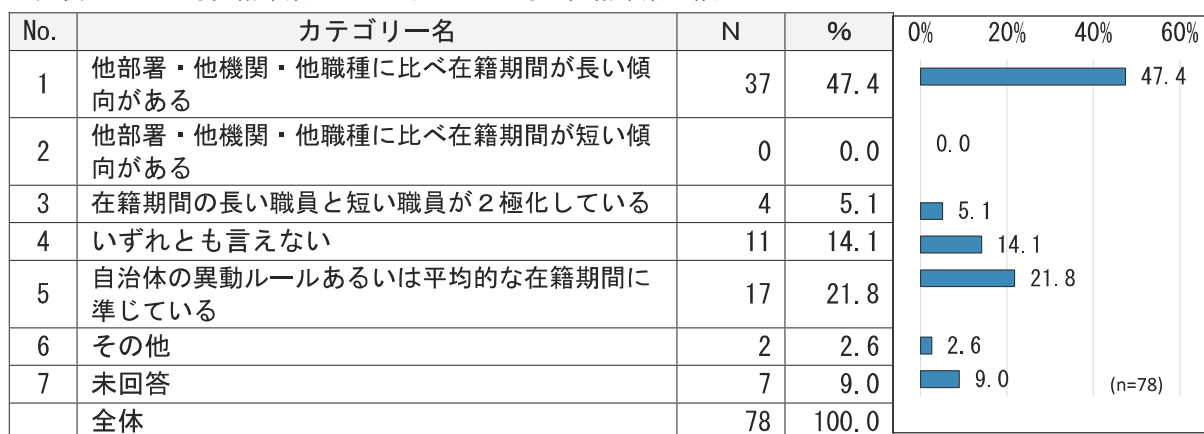 No. カテゴリー名 N % 0% 20% 40% 60%
1 他部署・他機関・他職種に比べ在籍期間が長い傾向がある 37 47.4 47.4
2 他部署・他機関・他職種に比べ在籍期間が短い傾向がある 0 0.0 0.0
3 在籍期間の長い職員と短い職員が2極化している 4 5.1 5.1
4 いずれとも言えない 11 14.1 14.1
5 自治体の異動ルールあるいは平均的な在籍期間に準じている 17 21.8 21.8
6 その他 2 2.6 2.6
7 未回答 7 9.0 9.0 (n=78)
全体 78 100.0